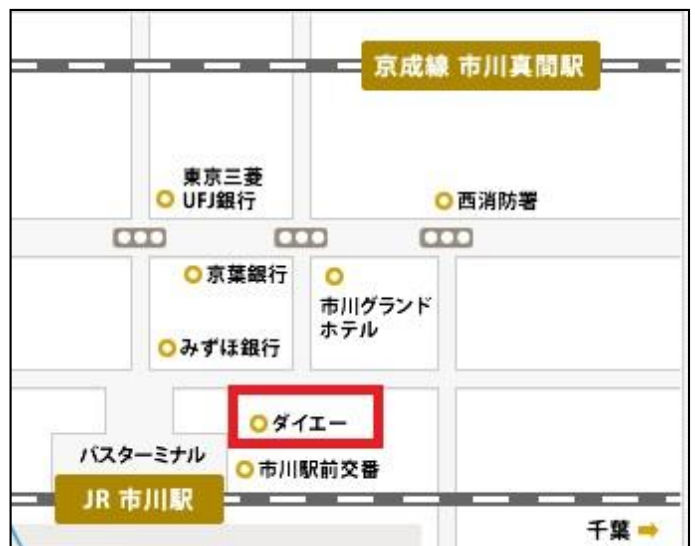 京成線 市川真間駅
東京三菱
UFJ銀行
西消防署
京葉銀行
市川グランド
ホテル
みずほ銀行
ダイエー
バスターミナル
市川駅前交番
JR 市川駅
千葉